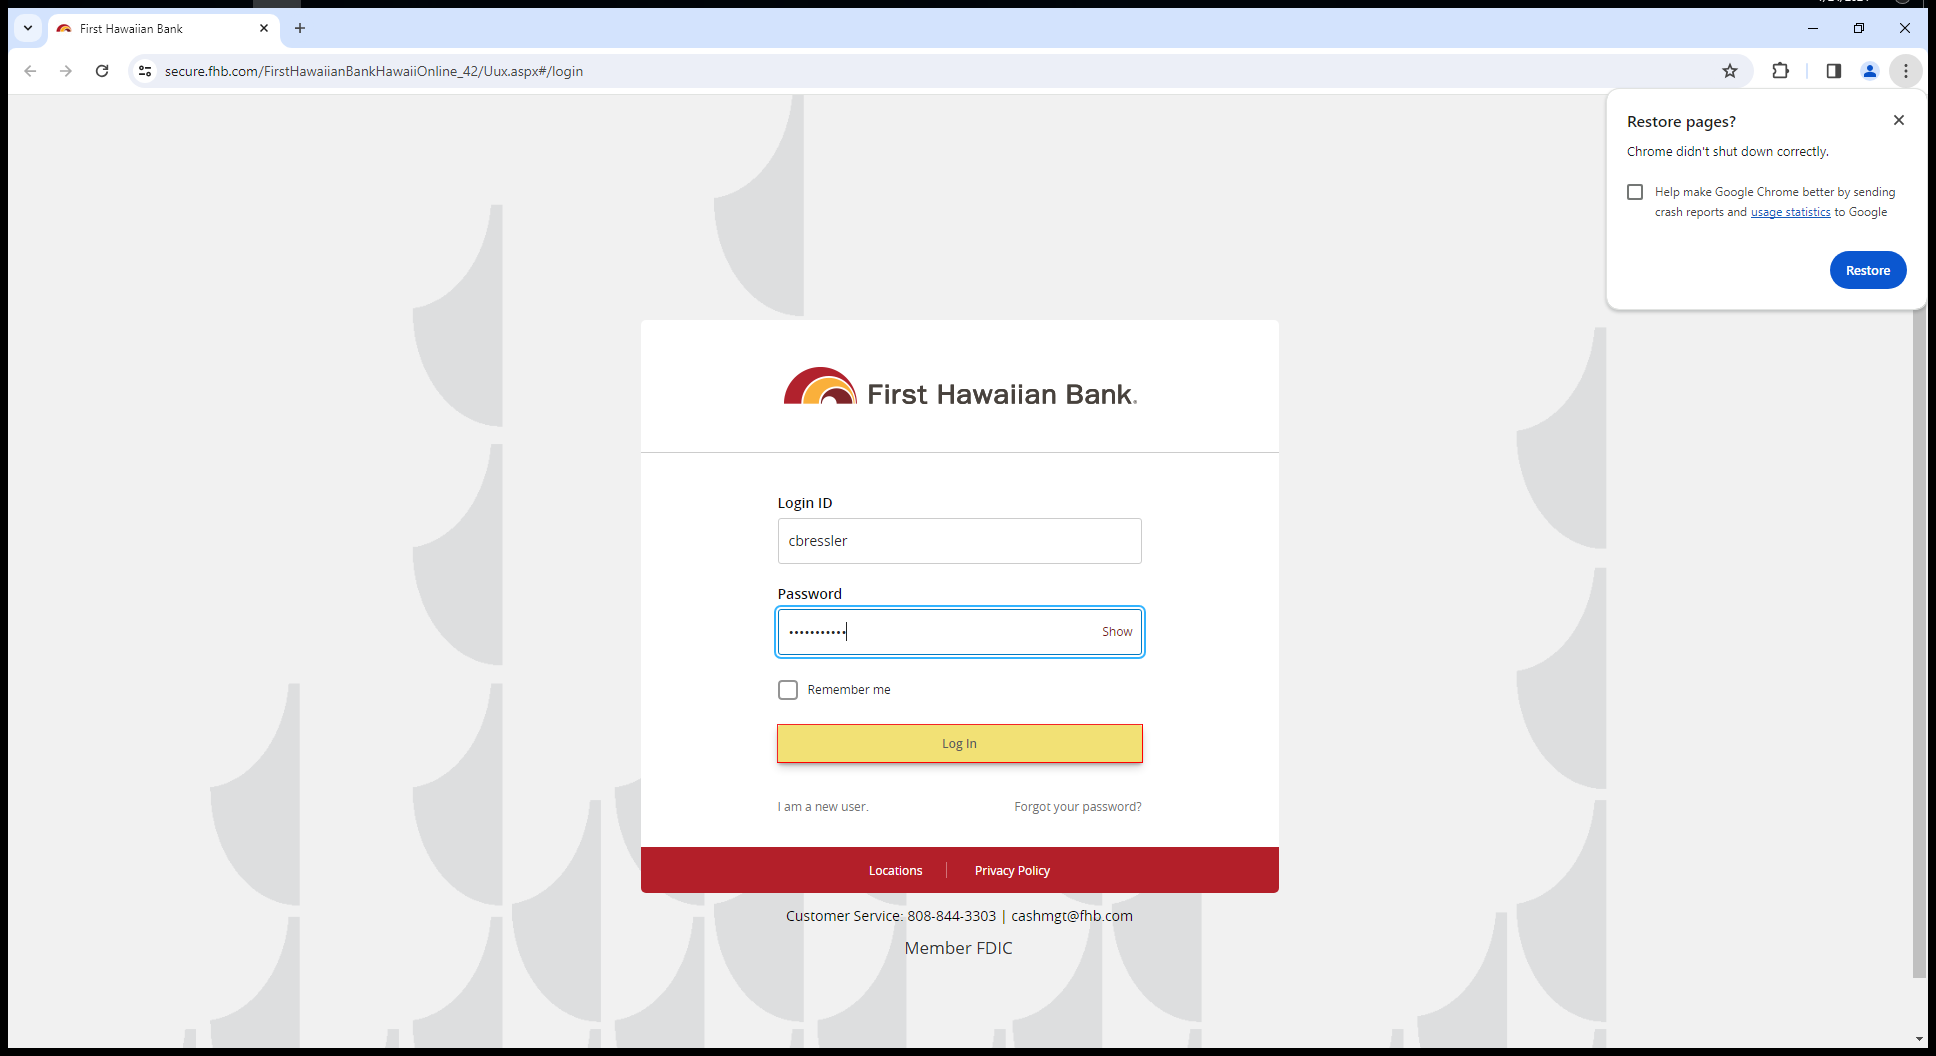 First Hawaiian Bank
secure.fhb.com/FirstHawaiianBankHawaiiOnline_42/Uux.aspx#/login
Restore pages?
Chrome didn't shut down correctly.
Help make Google Chrome better by sending
crash reports and usage statistics to Google
Restore
First Hawaiian Bank.
Login ID
cbressler
Password
•••••••••••
Show
Remember me
Log In
I am a new user.
Forgot your password?
Locations
Privacy Policy
Customer Service: 808-844-3303 | cashmgt@fhb.com
Member FDIC